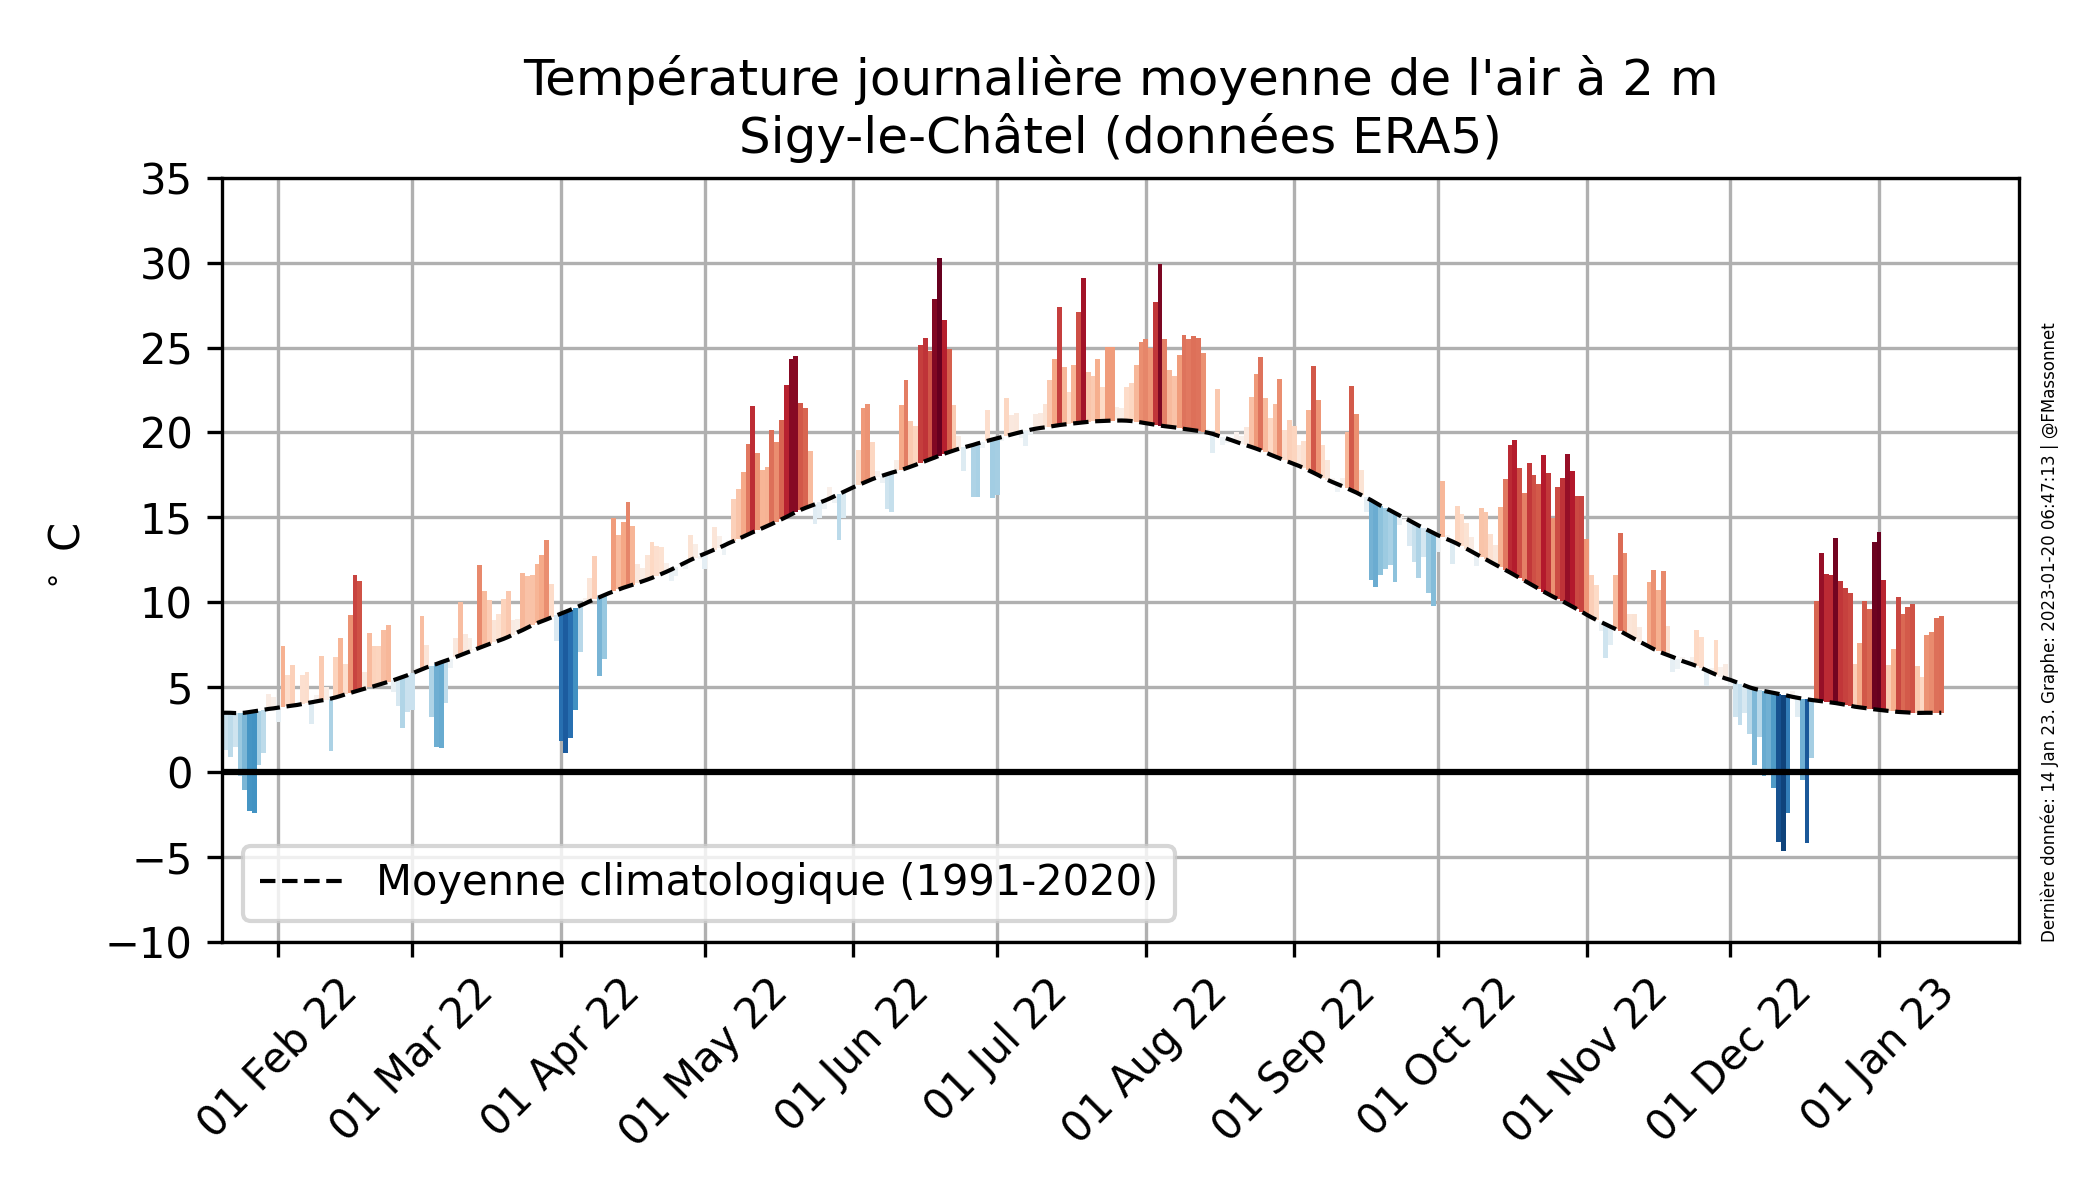 Température journalière moyenne de l'air à 2 m
Sigy-le-Châtel (données ERA5)
35
30
25
20
15
10
5
0
−5
−10
° C
Moyenne climatologique (1991-2020)
01 Feb 22
01 Mar 22
01 Apr 22
01 May 22
01 Jun 22
01 Jul 22
01 Aug 22
01 Sep 22
01 Oct 22
01 Nov 22
01 Dec 22
01 Jan 23
Dernière donnée: 14 Jan 23. Graphe: 2023-01-20 06:47:13 | @FMassonnet